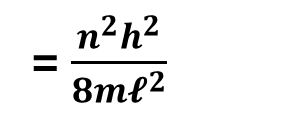 = n²h² / 8mℓ²